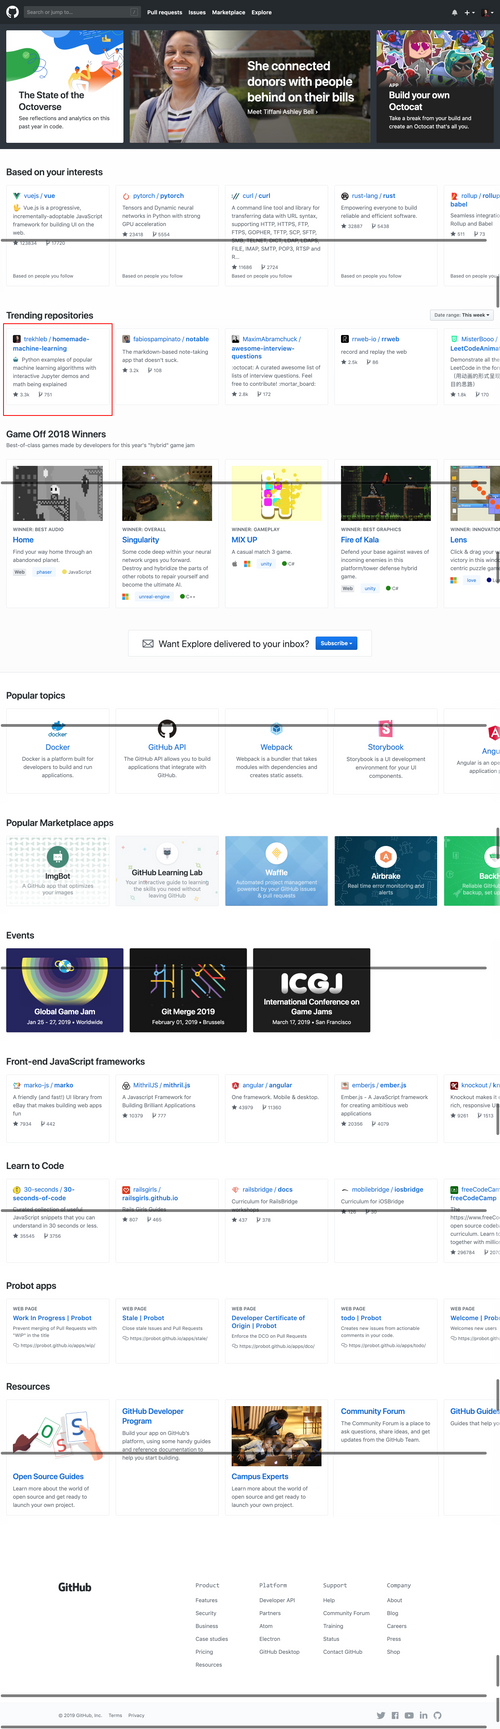 Search or jump to...
Pull requests Issues Marketplace Explore
The State of the
Octoverse
See reflections and analytics on this
past year in code.
She connected
donors with people
behind on their bills
Meet Tiffani Ashley Bell ›
APP
Build your own
Octocat
Take a break from your build and
create an Octocat that's all you.
Based on your interests
vuejs / vue
Vue.js is a progressive,
incrementally-adoptable JavaScript
framework for building UI on the
web.
123834 17720
Based on people you follow
pytorch / pytorch
Tensors and Dynamic neural
networks in Python with strong
GPU acceleration
23416 5554
Based on people you follow
curl / curl
A command line tool and library for
transferring data with URL syntax,
supporting HTTP, HTTPS, FTP,
FTPS, GOPHER, TFTP, SCP, SFTP,
SMB, TELNET, DICT, LDAP, LDAPS,
FILE, IMAP, SMTP, POP3, RTSP and
R...
11686 2724
Based on people you follow
rust-lang / rust
Empowering everyone to build
reliable and efficient software.
32887 5438
Based on people you follow
rollup / rollup-
babel
Seamless integratio
Rollup and Babel
511 73
Based on people yo
Trending repositories
Date range: This week
trekhleb / homemade-
machine-learning
Python examples of popular
machine learning algorithms with
interactive Jupyter demos and
math being explained
3.3k 751
fabiospampinato / notable
The markdown-based note-taking
app that doesn't suck.
3.2k 108
MaximAbramchuck /
awesome-interview-
questions
:octocat: A curated awesome list of
lists of interview questions. Feel
free to contribute! :mortar_board:
2.8k 172
rrweb-io / rrweb
record and replay the web
2.5k 66
MisterBooo /
LeetCodeAnima
Demonstrate all the
LeetCode in the for
1.8k 170
Game Off 2018 Winners
Best-of-class games made by developers for this year's "hybrid" game jam
WINNER: BEST AUDIO
Home
Find your way home through an
abandoned planet.
Web phaser JavaScript
WINNER: OVERALL
Singularity
Some code deep within your neural
network urges you forward.
Destroy and hybridize the parts of
other robots to repair yourself and
become the ultimate AI.
unreal-engine C++
WINNER: GAMEPLAY
MIX UP
A casual match 3 game.
unity C#
WINNER: BEST GRAPHICS
Fire of Kala
Defend your base against waves of
incoming enemies in this
platform/tower defense hybrid
game.
Web unity C#
WINNER: INNOVATIO
Lens
Click & drag your
victory in this wind
centric puzzle gam
love
Want Explore delivered to your inbox? Subscribe
Popular topics
docker
Docker
Docker is a platform built for
developers to build and run
applications.
GitHub API
The GitHub API allows you to build
applications that integrate with
GitHub.
Webpack
Webpack is a bundler that takes
modules with dependencies and
creates static assets.
Storybook
Storybook is a UI development
environment for your UI
components.
Angu
Angular is an ope
application
Popular Marketplace apps
ImgBot
A GitHub app that optimizes
your images
GitHub Learning Lab
Your interactive guide to learning
the skills you need without
leaving GitHub
Waffle
Automated project management
powered by your GitHub issues
& pull requests
Airbrake
Real time error monitoring and
alerts
BackH
Reliable GitHub
backup, set up
Events
Global Game Jam
Jan 25 - 27, 2019 • Worldwide
Git Merge 2019
February 01, 2019 • Brussels
ICGJ
International Conference on
Game Jams
March 17, 2019 • San Francisco
Front-end JavaScript frameworks
marko-js / marko
A friendly (and fast!) UI library from
eBay that makes building web apps
fun
7934 442
MithrilJS / mithril.js
A Javascript Framework for
Building Brilliant Applications
10379 777
angular / angular
One framework. Mobile & desktop.
43979 11360
emberjs / ember.js
Ember.js - A JavaScript framework
for creating ambitious web
applications
20368 4079
knockout / kn
Knockout makes it e
rich, responsive UI
9281 1513
Learn to Code
30-seconds / 30-
seconds-of-code
Curated collection of useful
JavaScript snippets that you can
understand in 30 seconds or less.
35545 3756
railsgirls /
railsgirls.github.io
Rails Girls Guides
607 465
railsbridge / docs
Curriculum for RailsBridge
workshops
437 378
mobilebridge / iosbridge
Curriculum for iOSBridge
freeCodeCamp
freeCodeCamp
The
https://www.freeC
open source codeb
curriculum. Learn to
together with millio
296784
Probot apps
WEB PAGE
Work In Progress | Probot
Prevent merging of Pull Requests with
"WIP" in the title
https://probot.github.io/apps/wip/
WEB PAGE
Stale | Probot
Close stale issues and Pull Requests
https://probot.github.io/apps/stale/
WEB PAGE
Developer Certificate of
Origin | Probot
Enforce the DCO on Pull Requests
https://probot.github.io/apps/dco/
WEB PAGE
todo | Probot
Creates new issues from actionable
comments in your code.
https://probot.github.io/apps/todo/
WEB PAGE
Welcome | Prob
Welcomes new users
https://probot.gith
Resources
Open Source Guides
Learn more about the world of
open source and get ready to
launch your own project.
GitHub Developer
Program
Build your app on GitHub's
platform, using some handy guides
and reference documentation to
help you start building.
Campus Experts
Learn more about the world of
open source and get ready to
launch your own project.
Community Forum
The Community Forum is a place to
ask questions, share ideas, and get
updates from the GitHub Team.
GitHub Guide
Guides that help yo
GitHub
Product
Features
Security
Business
Case studies
Pricing
Resources
Platform
Developer API
Partners
Atom
Electron
GitHub Desktop
Support
Help
Community Forum
Training
Status
Contact GitHub
Company
About
Blog
Careers
Press
Shop
© 2019 GitHub, Inc. Terms Privacy